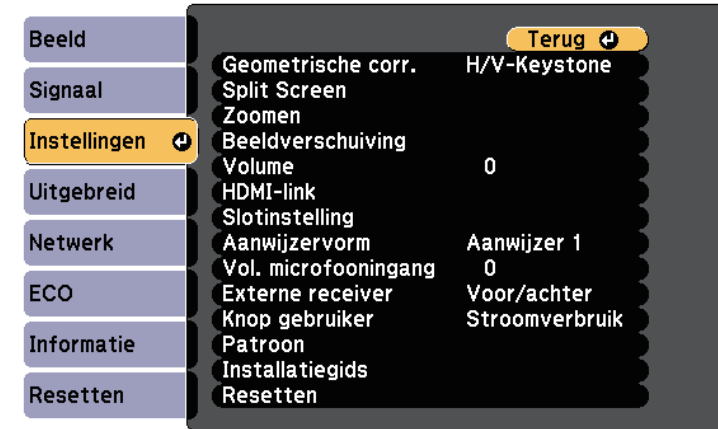 Beeld
Signaal
Instellingen
Uitgebreid
Netwerk
ECO
Informatie
Resetten
Terug
Geometrische corr. H/V-Keystone
Split Screen
Zoomen
Beeldverschuiving
Volume 0
HDMI-link
Slotinstelling
Aanwijzervorm Aanwijzer 1
Vol. microfooningang 0
Externe receiver Voor/achter
Knop gebruiker Stroomverbruik
Patroon
Installatiegids
Resetten